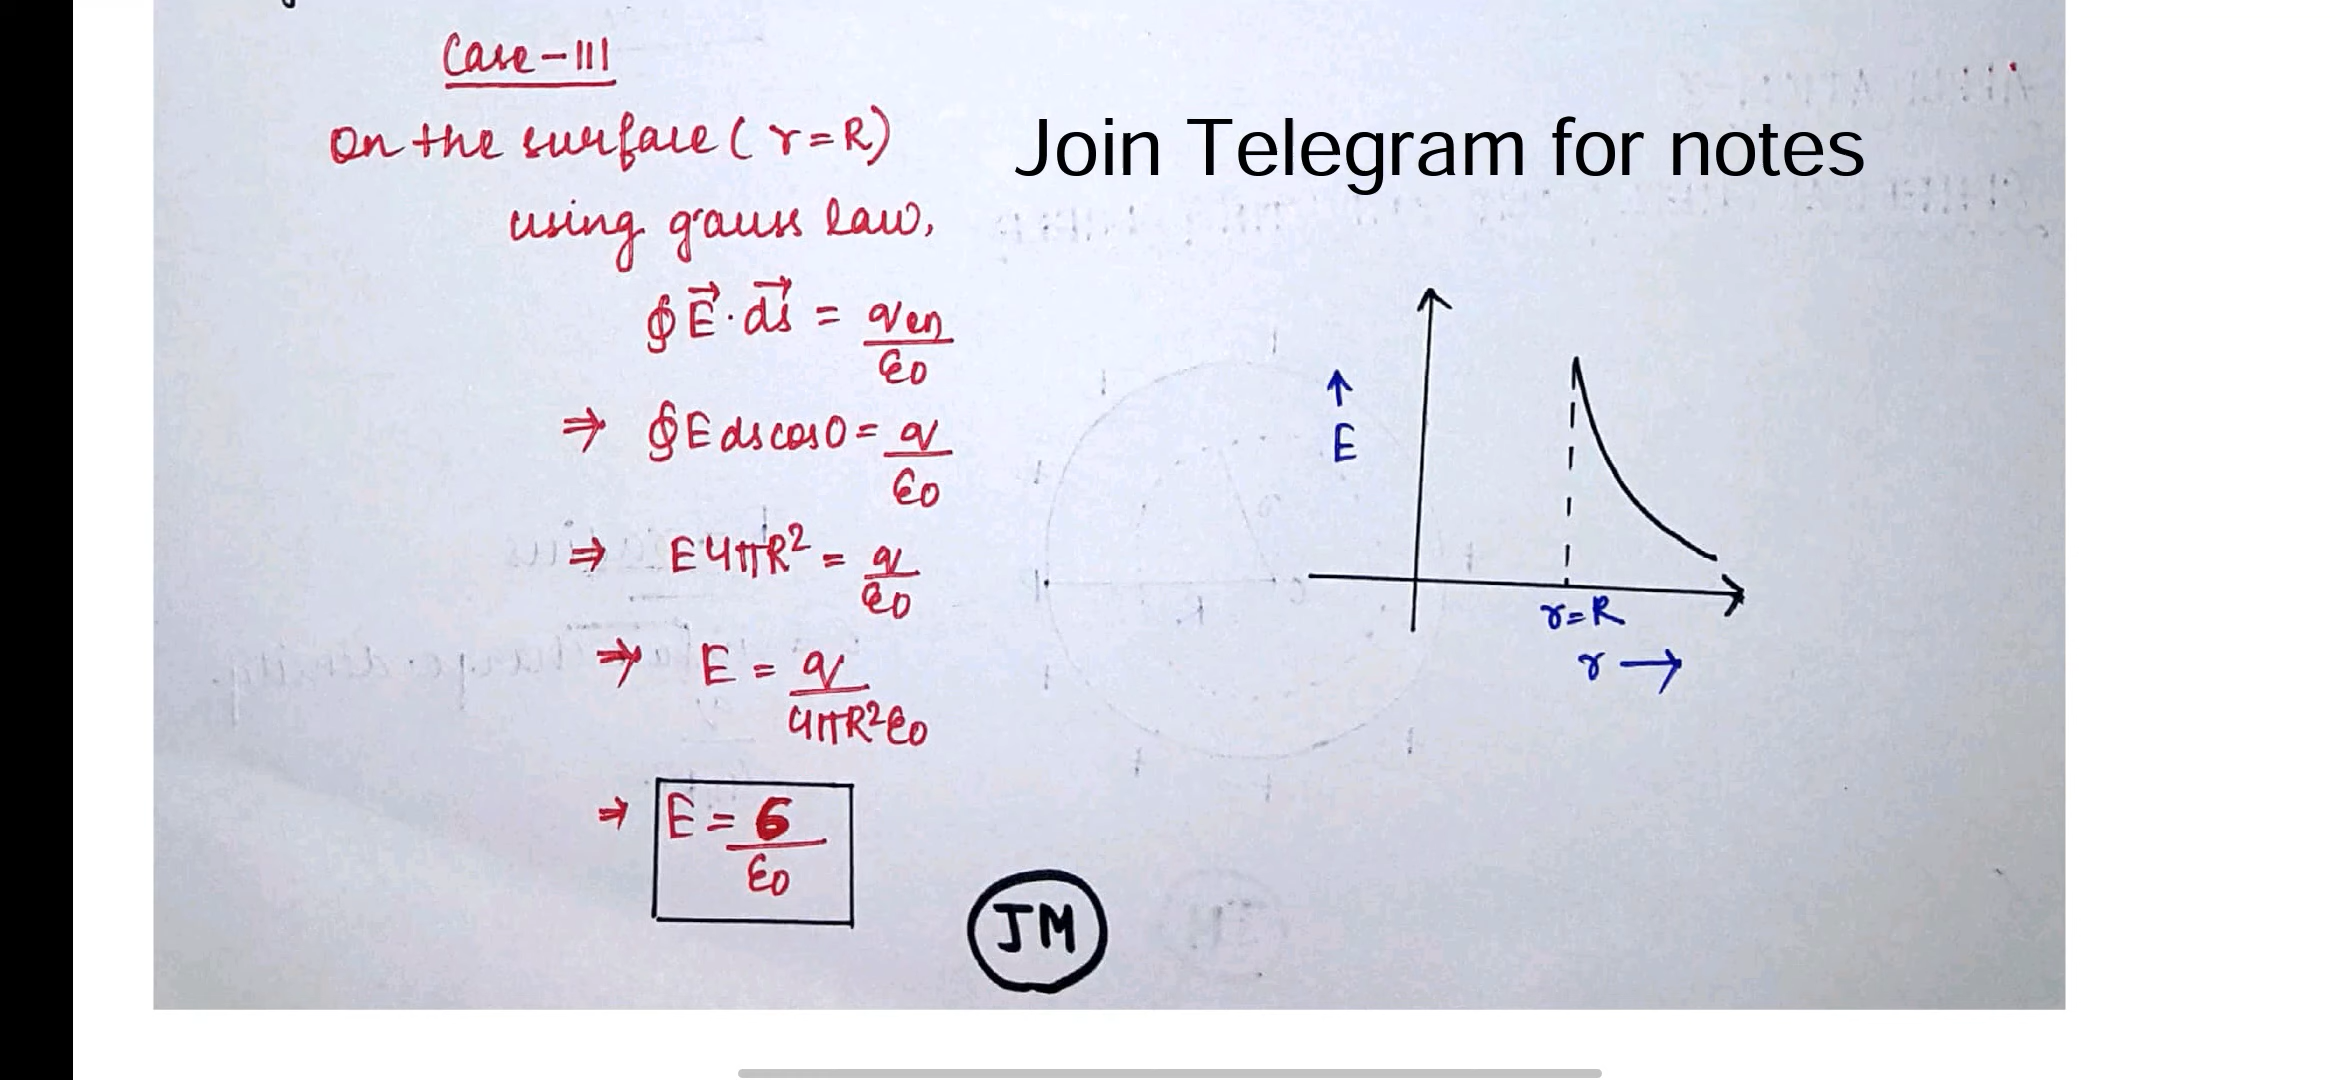 Case-III
On the surface (r=R)
Join Telegram for notes
using gauss law,
∮E⃗·ds⃗ = qen/ε0
⇒ ∮E ds cos0 = q/ε0
⇒ E4πR² = q/ε0
⇒ E = q/4πR²ε0
⇒ E = σ/ε0
↑
E
r=R
r→
JM